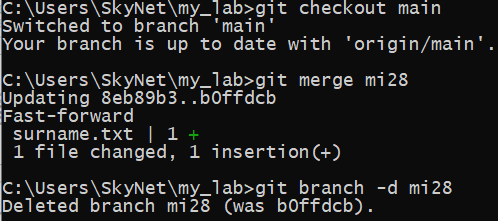 C:\Users\SkyNet\my_lab>git checkout main
Switched to branch 'main'
Your branch is up to date with 'origin/main'.
C:\Users\SkyNet\my_lab>git merge mi28
Updating 8eb89b3..b0ffdcb
Fast-forward
surname.txt | 1 +
1 file changed, 1 insertion(+)
C:\Users\SkyNet\my_lab>git branch -d mi28
Deleted branch mi28 (was b0ffdcb).